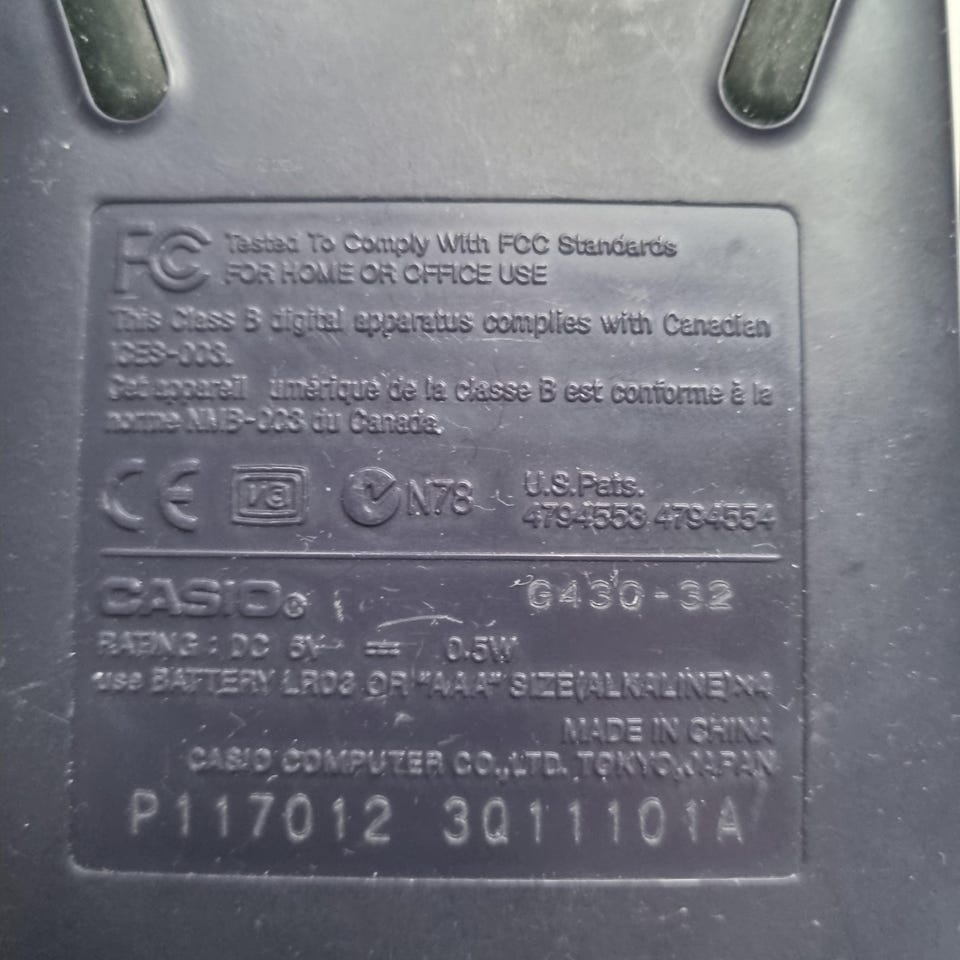 FC Tested To Comply With FCC Standards
FOR HOME OR OFFICE USE
This Class B digital apparatus complies with Canadian
ICES-003.
Cet appareil umérique de la classe B est conforme à la
norme NMB-003 du Canada.
CE N78 U.S.Pats.
4794553 4794554
CASIO® G430-32
RATING : DC 6V ⎓ 0.5W
use BATTERY LR03 OR "AAA" SIZE(ALKALINE)×4
MADE IN CHINA
CASIO COMPUTER CO.,LTD. TOKYO,JAPAN
P117012 3Q11101A